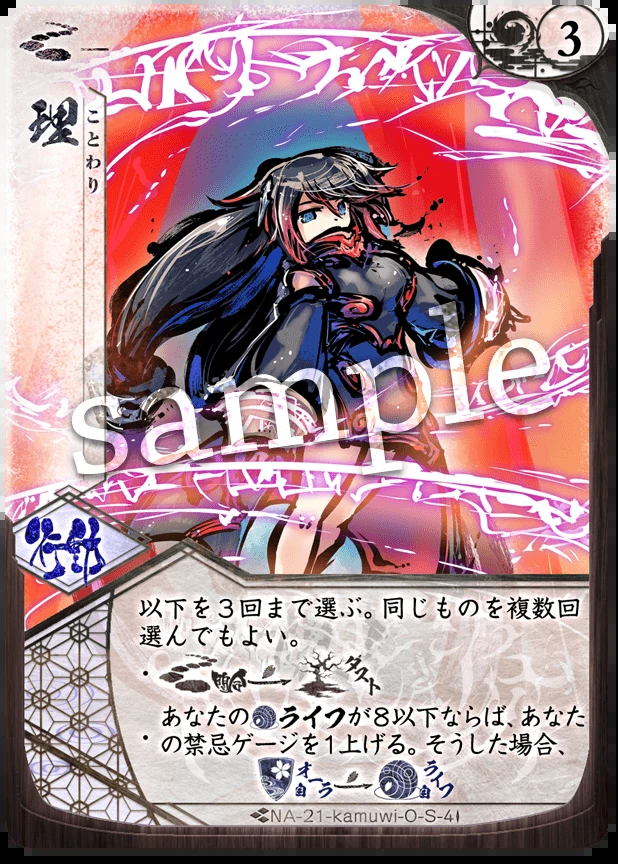 3
理
ことわり
sample
行動
以下を3回まで選ぶ。同じものを複数回
選んでもよい。
・間合→ダスト
あなたのライフが8以下ならば、あなた
・の禁忌ゲージを1上げる。そうした場合、
自オーラ→自ライフ
NA-21-kamuwi-O-S-4